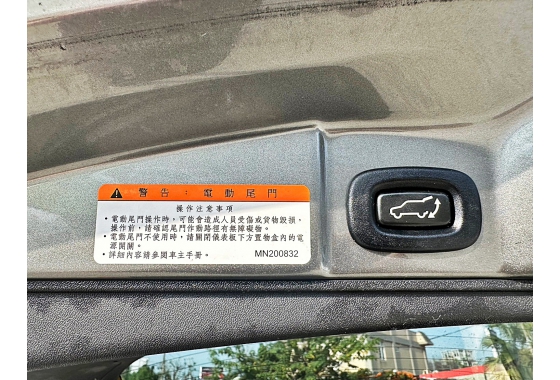 警告：電動尾門
操作注意事項
•電動尾門操作時，可能會造成人員受傷或貨物毀損。
操作前，請確認尾門作動路徑有無障礙物。
•電動尾門不使用時，請關閉儀表板下方置物盒內的電
源開關。
•詳細內容請參閱車主手冊。 MN200832